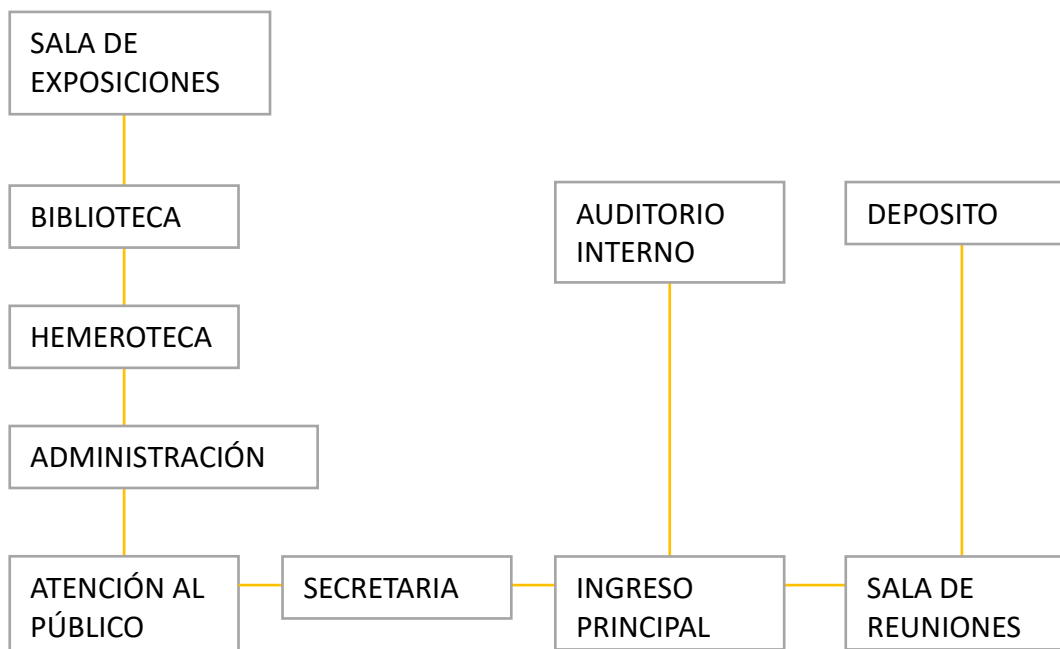 SALA DE
EXPOSICIONES
BIBLIOTECA
AUDITORIO
INTERNO
DEPOSITO
HEMEROTECA
ADMINISTRACIÓN
ATENCIÓN AL
PÚBLICO
SECRETARIA
INGRESO
PRINCIPAL
SALA DE
REUNIONES